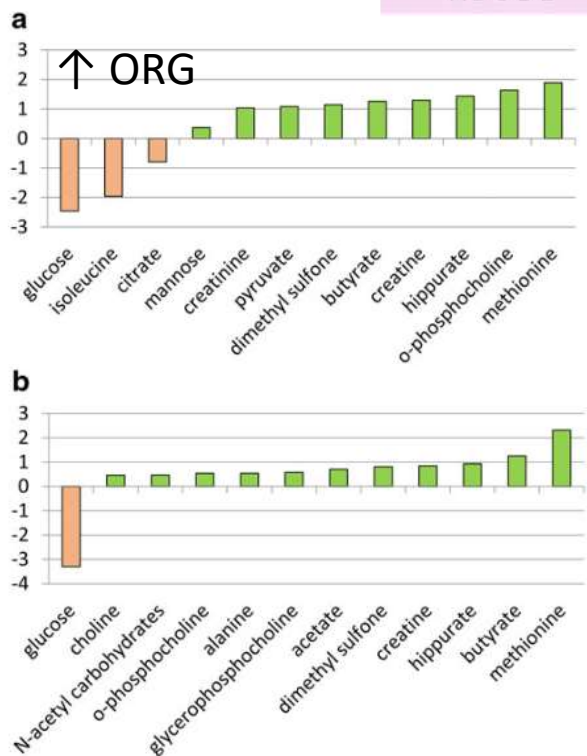 a
3
↑ ORG
2
1
0
-1
-2
-3
glucose
isoleucine
citrate
mannose
creatinine
pyruvate
dimethyl sulfone
butyrate
creatine
hippurate
o-phosphocholine
methionine
b
3
2
1
0
-1
-2
-3
-4
glucose
choline
N-acetyl carbohydrates
o-phosphocholine
alanine
glycerophosphocholine
acetate
dimethyl sulfone
creatine
hippurate
butyrate
methionine